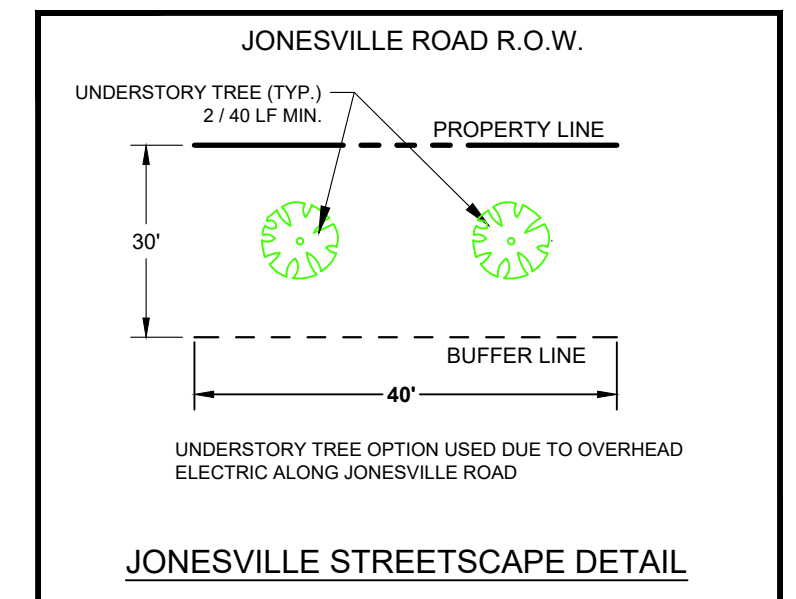 JONESVILLE ROAD R.O.W.
UNDERSTORY TREE (TYP.)
2 / 40 LF MIN.
PROPERTY LINE
30'
BUFFER LINE
40'
UNDERSTORY TREE OPTION USED DUE TO OVERHEAD
ELECTRIC ALONG JONESVILLE ROAD
JONESVILLE STREETSCAPE DETAIL